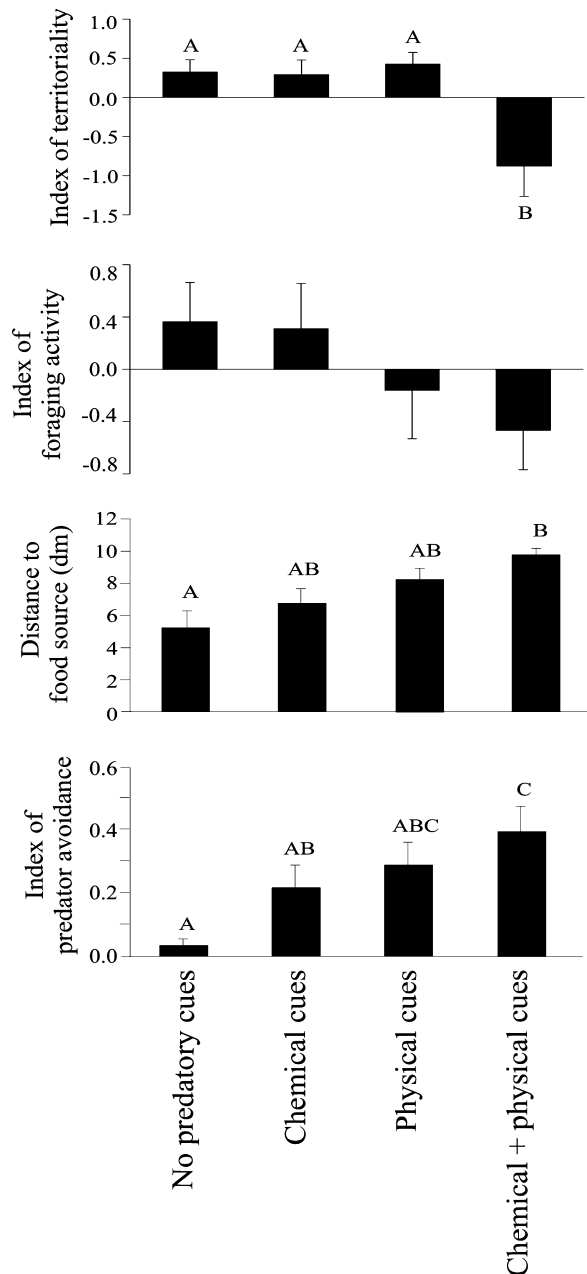 Index of territoriality
1.0
0.5
0.0
-0.5
-1.0
-1.5
A
A
A
B
Index of
foraging activity
0.8
0.4
0.0
-0.4
-0.8
Distance to
food source (dm)
12
10
8
6
4
2
0
A
AB
AB
B
Index of
predator avoidance
0.6
0.4
0.2
0.0
A
AB
ABC
C
No predatory cues
Chemical cues
Physical cues
Chemical + physical cues